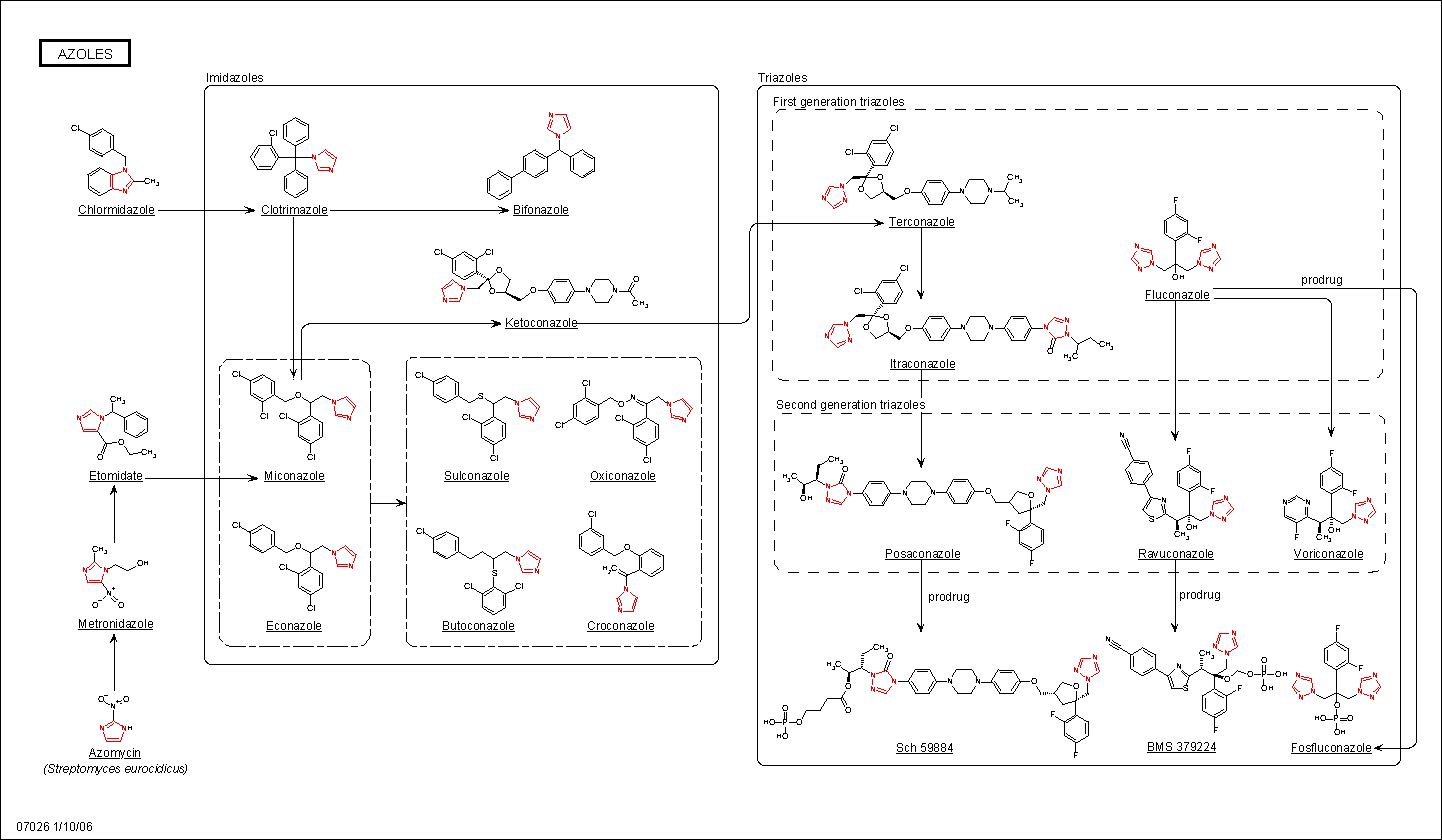 AZOLES
Imidazoles
Triazoles
First generation triazoles
Chlormidazole
Clotrimazole
Bifonazole
Terconazole
Ketoconazole
Fluconazole
prodrug
Itraconazole
Second generation triazoles
Etomidate
Miconazole
Sulconazole
Oxiconazole
Posaconazole
Ravuconazole
Voriconazole
prodrug
prodrug
Metronidazole
Econazole
Butoconazole
Croconazole
Azomycin
(Streptomyces eurocidicus)
Sch 59884
BMS 379224
Fosfluconazole
07026 1/10/06